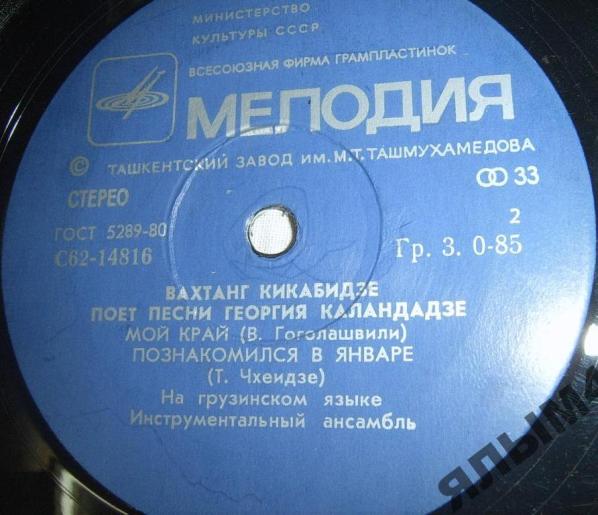 МИНИСТЕРСТВО
КУЛЬТУРЫ СССР
ВСЕСОЮЗНАЯ ФИРМА ГРАМПЛАСТИНОК
МЕЛОДИЯ
© ТАШКЕНТСКИЙ ЗАВОД ИМ. М.Т. ТАШМУХАМЕДОВА
СТЕРЕО
33
ГОСТ 5289-80
2
С62-14816
Гр. 3. 0-85
ВАХТАНГ КИКАБИДЗЕ
ПОЕТ ПЕСНИ ГЕОРГИЯ КАЛАНДАДЗЕ
МОЙ КРАЙ (В. Гоголашвили)
ПОЗНАКОМИЛСЯ В ЯНВАРЕ
(Т. Чхеидзе)
На грузинском языке
Инструментальный ансамбль